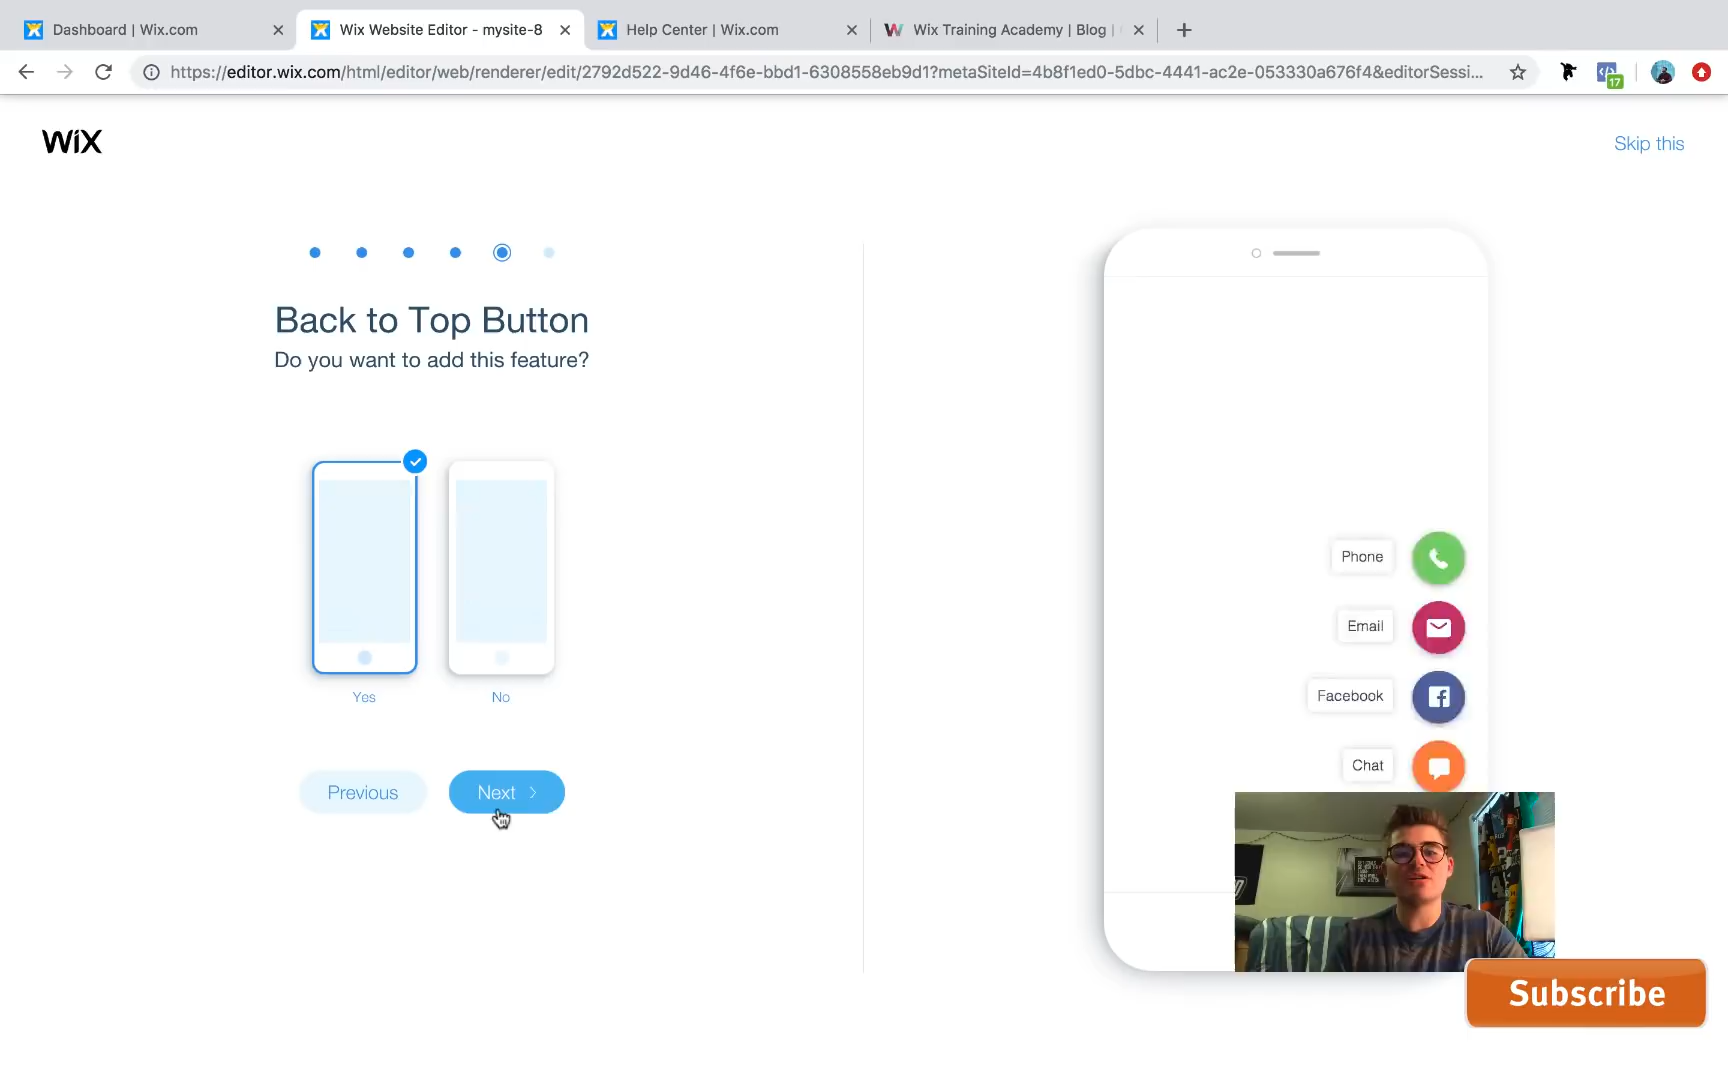 Dashboard | Wix.com
Wix Website Editor - mysite-8
Help Center | Wix.com
Wix Training Academy | Blog |
https://editor.wix.com/html/editor/web/renderer/edit/2792d522-9d46-4f6e-bbd1-6308558eb9d1?metaSiteId=4b8f1ed0-5dbc-4441-ac2e-053330a676f4&editorSessi...
17
WiX
Skip this
Back to Top Button
Do you want to add this feature?
Phone
Email
Facebook
Yes
No
Chat
Previous
Next
Subscribe